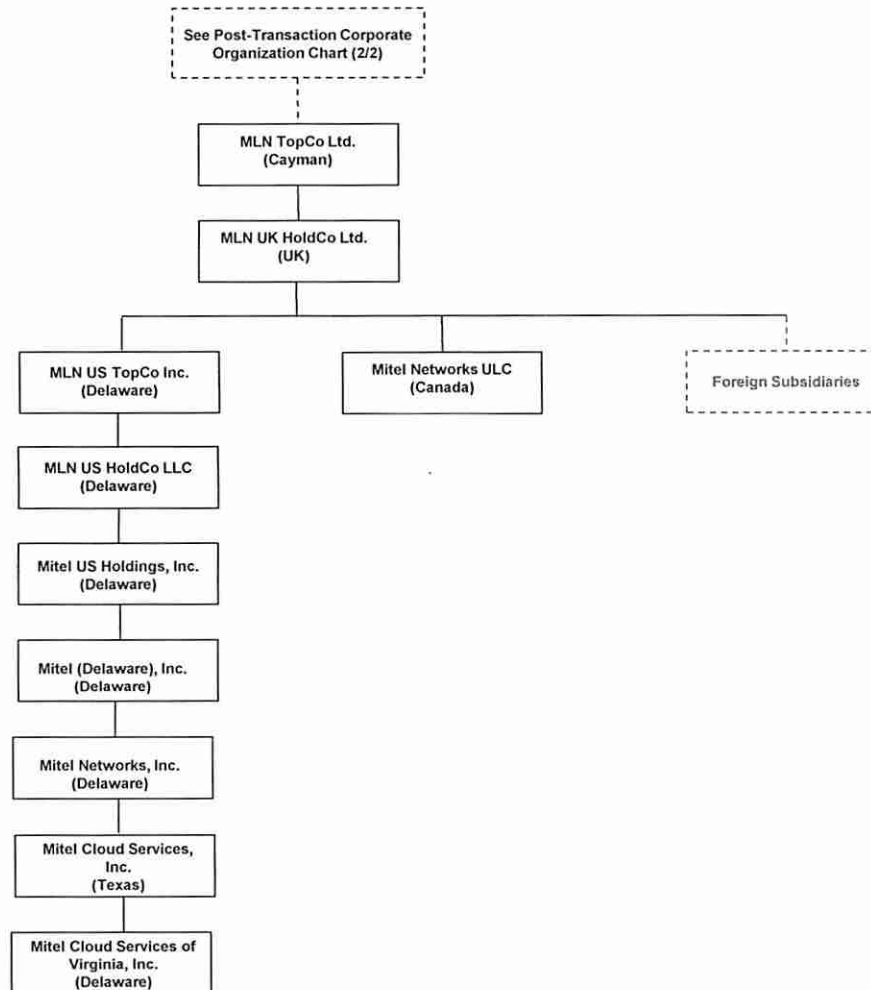 See Post-Transaction Corporate
Organization Chart (2/2)
MLN TopCo Ltd.
(Cayman)
MLN UK HoldCo Ltd.
(UK)
MLN US TopCo Inc.
(Delaware)
Mitel Networks ULC
(Canada)
Foreign Subsidiaries
MLN US HoldCo LLC
(Delaware)
Mitel US Holdings, Inc.
(Delaware)
Mitel (Delaware), Inc.
(Delaware)
Mitel Networks, Inc.
(Delaware)
Mitel Cloud Services,
Inc.
(Texas)
Mitel Cloud Services of
Virginia, Inc.
(Delaware)